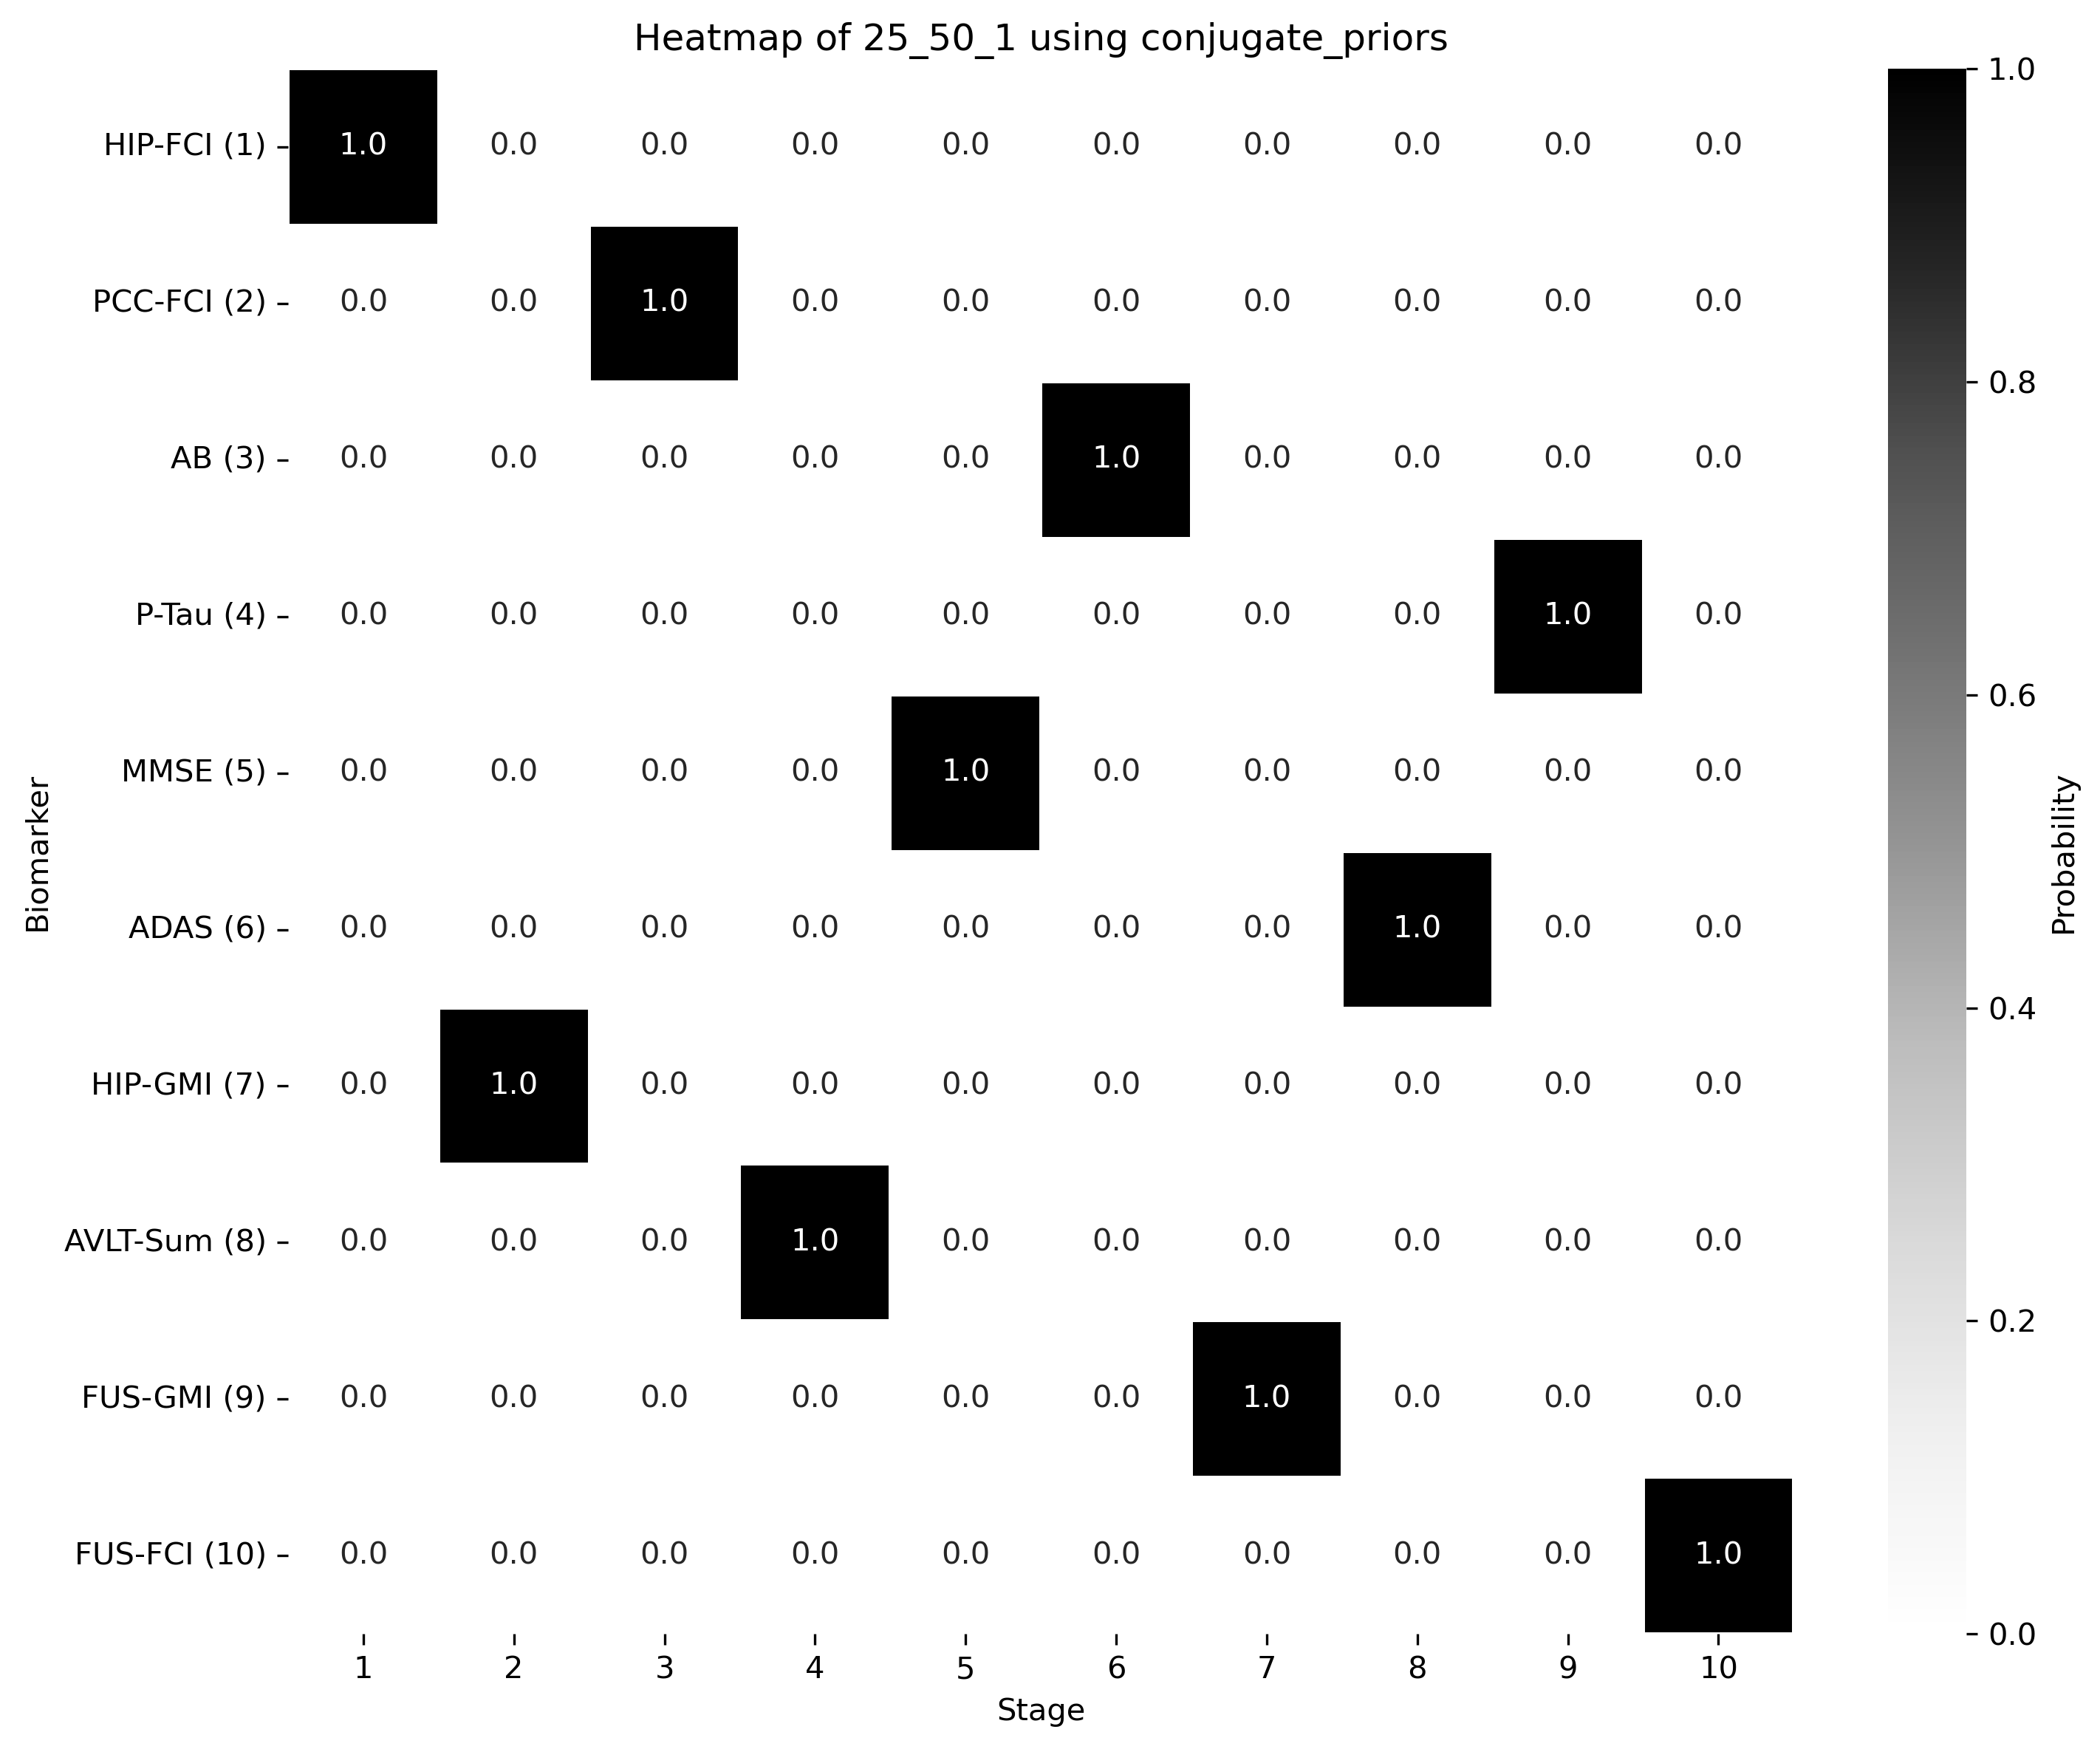 Heatmap of 25_50_1 using conjugate_priors
HIP-FCI (1) 1.0 0.0 0.0 0.0 0.0 0.0 0.0 0.0 0.0 0.0
PCC-FCI (2) 0.0 0.0 1.0 0.0 0.0 0.0 0.0 0.0 0.0 0.0
AB (3) 0.0 0.0 0.0 0.0 0.0 1.0 0.0 0.0 0.0 0.0
P-Tau (4) 0.0 0.0 0.0 0.0 0.0 0.0 0.0 0.0 1.0 0.0
MMSE (5) 0.0 0.0 0.0 0.0 1.0 0.0 0.0 0.0 0.0 0.0
ADAS (6) 0.0 0.0 0.0 0.0 0.0 0.0 0.0 1.0 0.0 0.0
HIP-GMI (7) 0.0 1.0 0.0 0.0 0.0 0.0 0.0 0.0 0.0 0.0
AVLT-Sum (8) 0.0 0.0 0.0 1.0 0.0 0.0 0.0 0.0 0.0 0.0
FUS-GMI (9) 0.0 0.0 0.0 0.0 0.0 0.0 1.0 0.0 0.0 0.0
FUS-FCI (10) 0.0 0.0 0.0 0.0 0.0 0.0 0.0 0.0 0.0 1.0
1 2 3 4 5 6 7 8 9 10
Stage
Biomarker
1.0
0.8
0.6
0.4
0.2
0.0
Probability